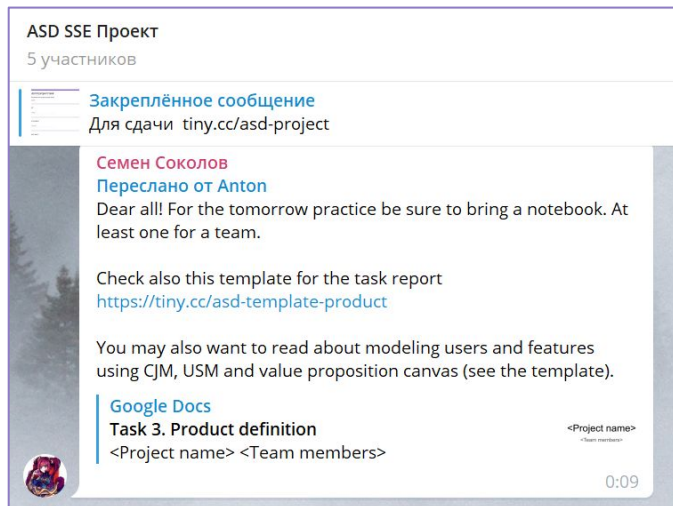 ASD SSE Проект
5 участников
Закреплённое сообщение
Для сдачи tiny.cc/asd-project
Семен Соколов
Переслано от Anton
Dear all! For the tomorrow practice be sure to bring a notebook. At
least one for a team.
Check also this template for the task report
https://tiny.cc/asd-template-product
You may also want to read about modeling users and features
using CJM, USM and value proposition canvas (see the template).
Google Docs
Task 3. Product definition
<Project name> <Team members>
<Project name>
<Team members>
0:09